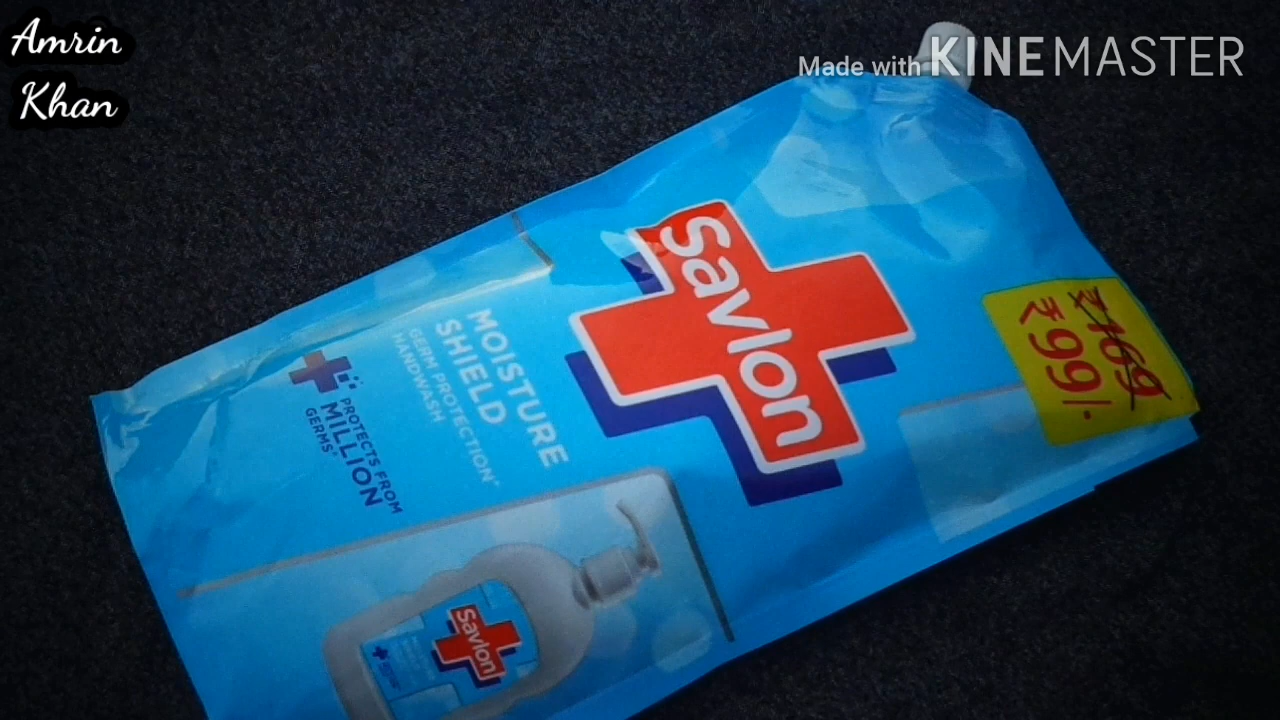 Amrin
Khan
Made with KINEMASTER
Savlon
MOISTURE
SHIELD
GERM PROTECTION
HANDWASH
PROTECTS FROM
MILLION
GERMS*
₹169
₹99/-
Savlon